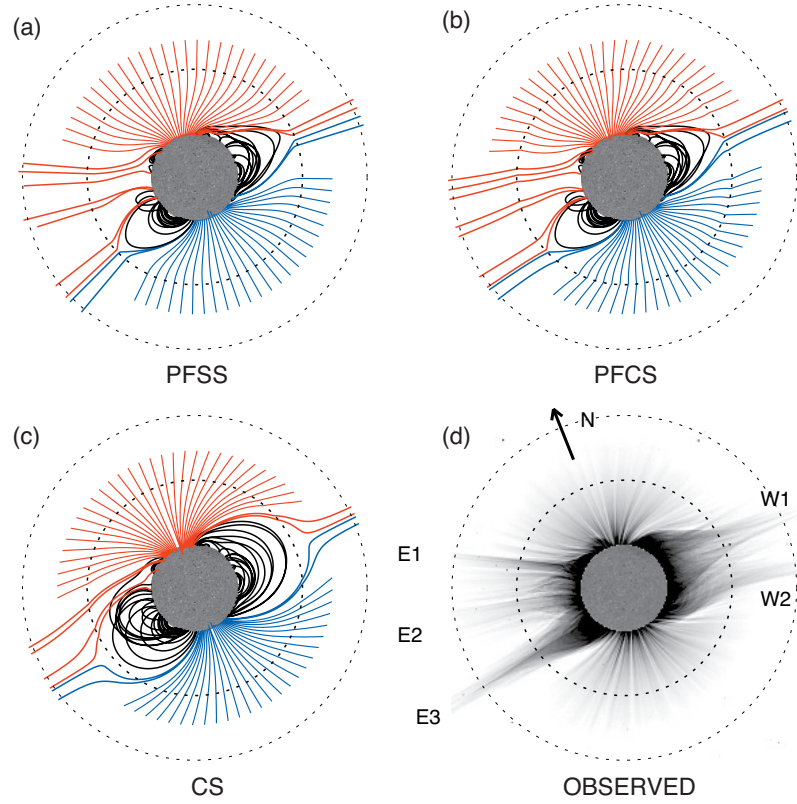 (a)
(b)
PFSS
PFCS
(c)
(d)
N
W1
E1
W2
E2
E3
CS
OBSERVED